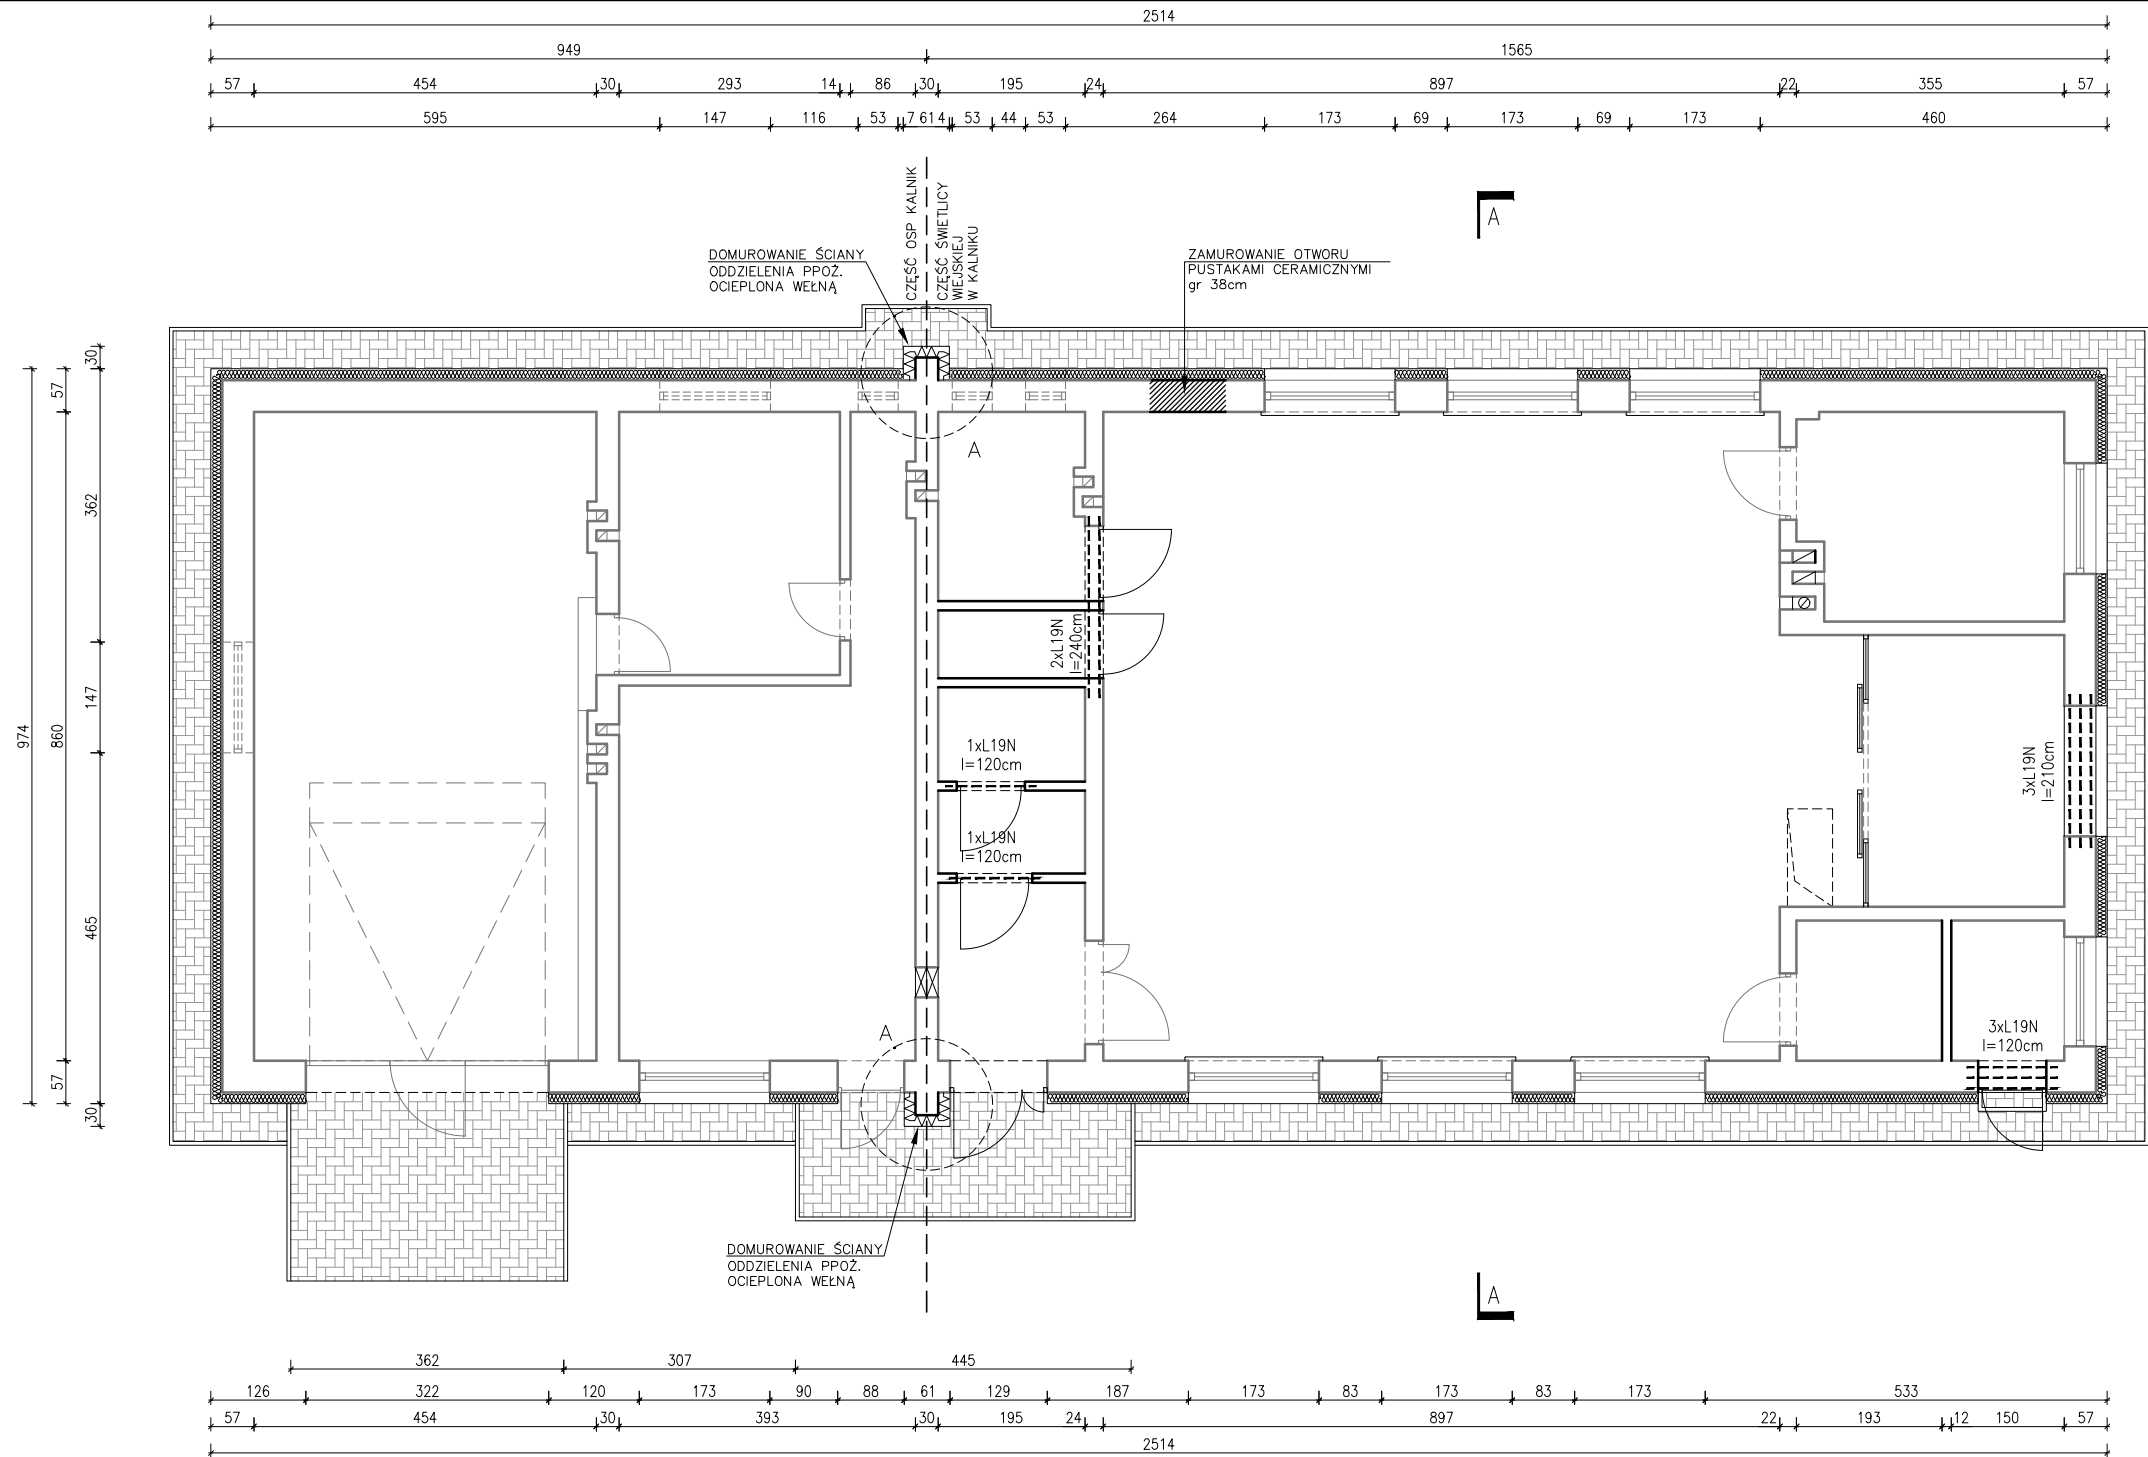 2514
949 1565
57 454 30 293 14 86 30 195 24 897 22 355 57
595 147 116 53 7 61 4 53 44 53 264 173 69 173 69 173 460
CZĘŚĆ OSP KALNIK
CZĘŚĆ ŚWIETLICY
WIEJSKIEJ
W KALNIKU
A
DOMUROWANIE ŚCIANY
ODDZIELENIA PPOŻ.
OCIEPLONA WEŁNĄ
ZAMUROWANIE OTWORU
PUSTAKAMI CERAMICZNYMI
gr 38cm
A
30
57
362
147
465
57
30
860
974
2xL19N
l=240cm
1xL19N
l=120cm
1xL19N
l=120cm
3xL19N
l=210cm
3xL19N
l=120cm
A
DOMUROWANIE ŚCIANY
ODDZIELENIA PPOŻ.
OCIEPLONA WEŁNĄ
A
362 307 445
126 322 120 173 90 88 61 129 187 173 83 173 83 173 533
57 454 30 393 30 195 24 897 22 193 12 150 57
2514